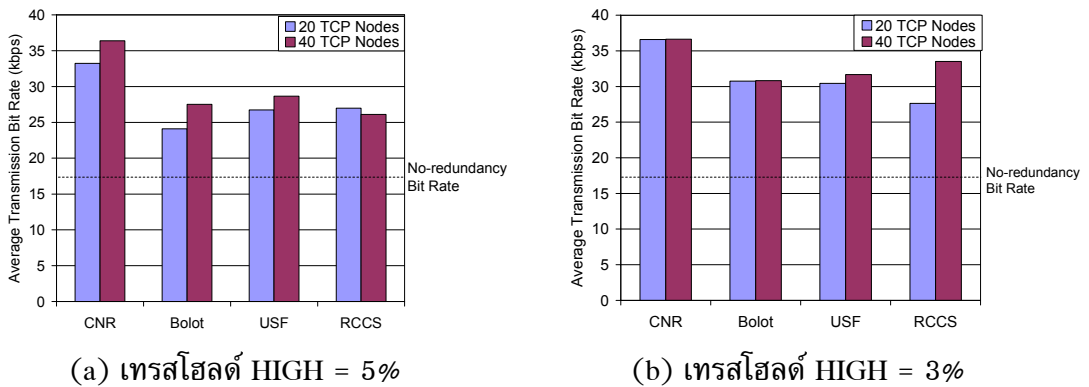 20 TCP Nodes
40 TCP Nodes
Average Transmission Bit Rate (kbps)
40
35
30
25
20
15
10
5
0
No-redundancy
Bit Rate
CNR Bolot USF RCCS
(a) เทรสโฮลด์ HIGH = 5%
20 TCP Nodes
40 TCP Nodes
Average Transmission Bit Rate (kbps)
40
35
30
25
20
15
10
5
0
No-redundancy
Bit Rate
CNR Bolot USF RCCS
(b) เทรสโฮลด์ HIGH = 3%